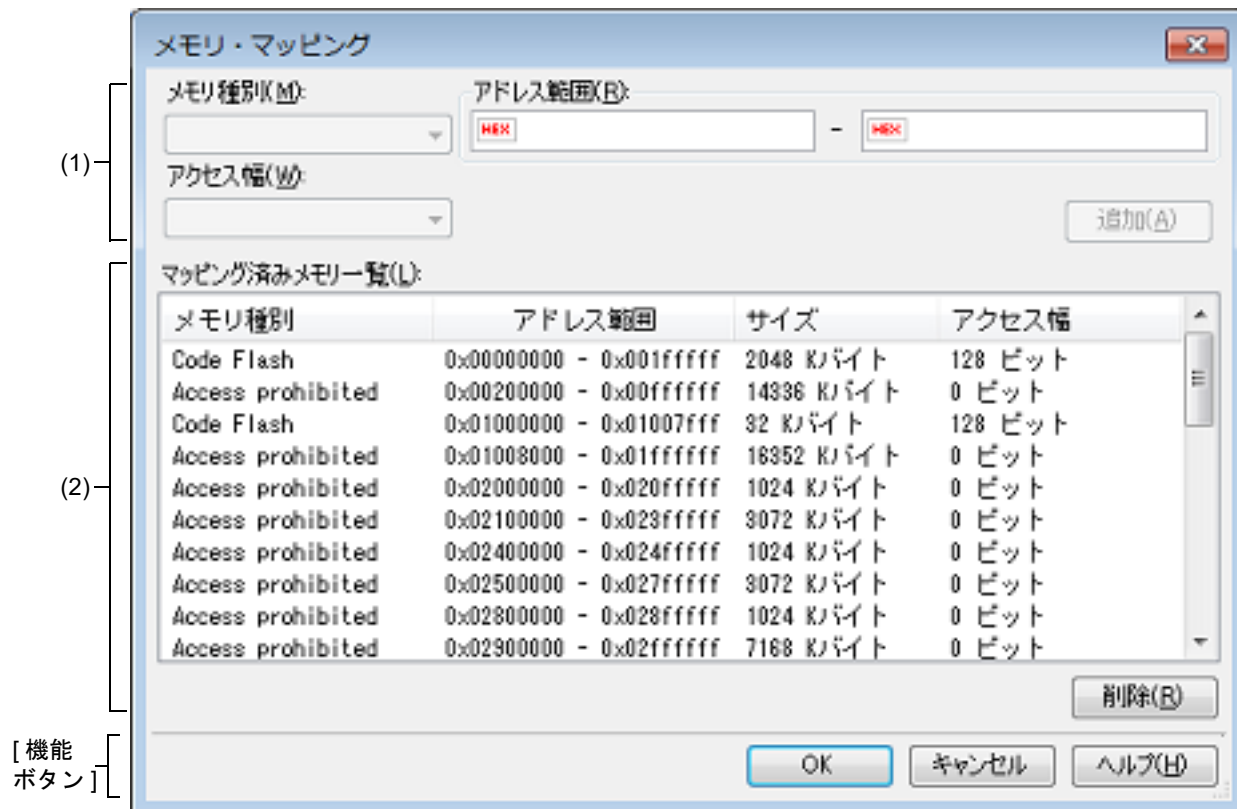 メモリ・マッピング
メモリ種別(M):
アドレス範囲(R):
HEX - HEX
(1)
アクセス幅(W):
追加(A)
マッピング済みメモリ一覧(L):
メモリ種別 アドレス範囲 サイズ アクセス幅
Code Flash 0x00000000 - 0x001fffff 2048 Kバイト 128 ビット
Access prohibited 0x00200000 - 0x00ffffff 14336 Kバイト 0 ビット
Code Flash 0x01000000 - 0x01007fff 32 Kバイト 128 ビット
Access prohibited 0x01008000 - 0x01ffffff 16352 Kバイト 0 ビット
(2)
Access prohibited 0x02000000 - 0x020fffff 1024 Kバイト 0 ビット
Access prohibited 0x02100000 - 0x023fffff 3072 Kバイト 0 ビット
Access prohibited 0x02400000 - 0x024fffff 1024 Kバイト 0 ビット
Access prohibited 0x02500000 - 0x027fffff 3072 Kバイト 0 ビット
Access prohibited 0x02800000 - 0x028fffff 1024 Kバイト 0 ビット
Access prohibited 0x02900000 - 0x02ffffff 7168 Kバイト 0 ビット
削除(R)
[ 機能
ボタン ]
OK キャンセル ヘルプ(H)